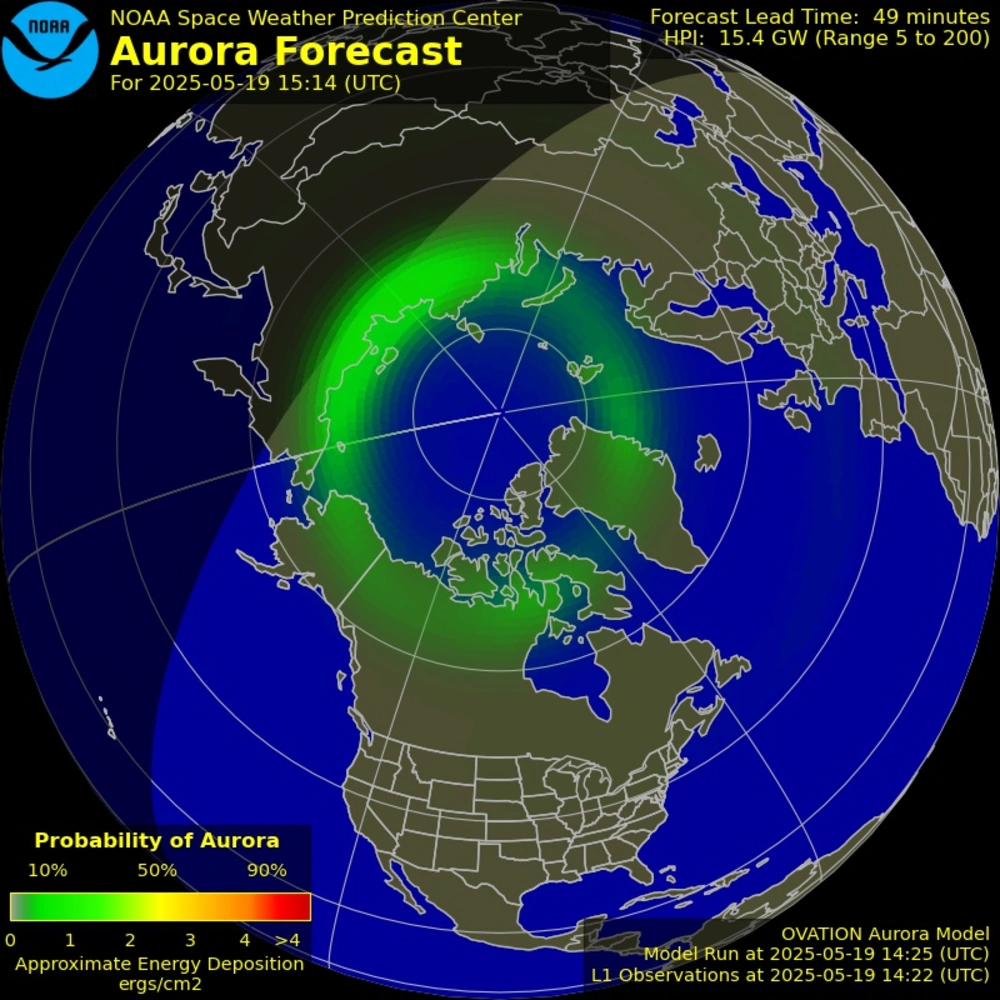 NOAA
NOAA Space Weather Prediction Center
Aurora Forecast
For 2025-05-19 15:14 (UTC)
Forecast Lead Time: 49 minutes
HPI: 15.4 GW (Range 5 to 200)
Probability of Aurora
10% 50% 90%
0 1 2 3 4 >4
Approximate Energy Deposition
ergs/cm2
OVATION Aurora Model
Model Run at 2025-05-19 14:25 (UTC)
L1 Observations at 2025-05-19 14:22 (UTC)